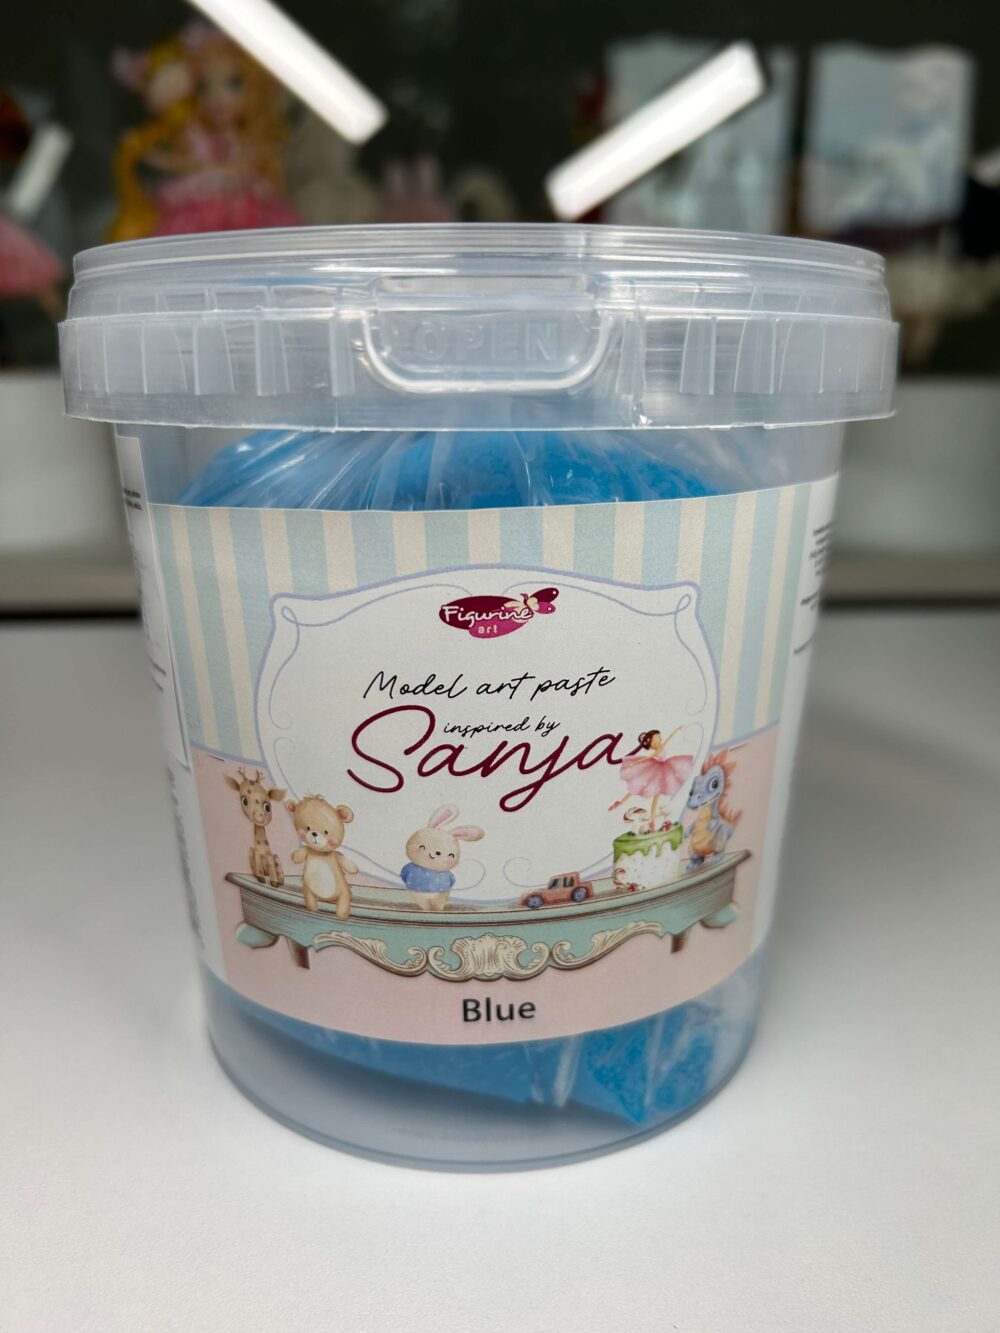 OPEN
Figurine
art
Model art paste
inspired by
Sanja
Blue